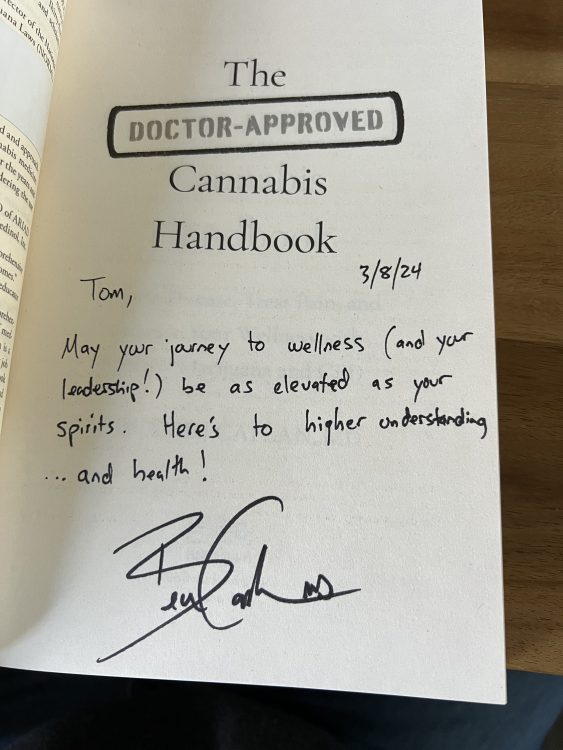 The
DOCTOR-APPROVED
Cannabis
Handbook
3/8/24
Tom,
May your journey to wellness (and your
leadership!) be as elevated as your
spirits. Here's to higher understanding
... and health!